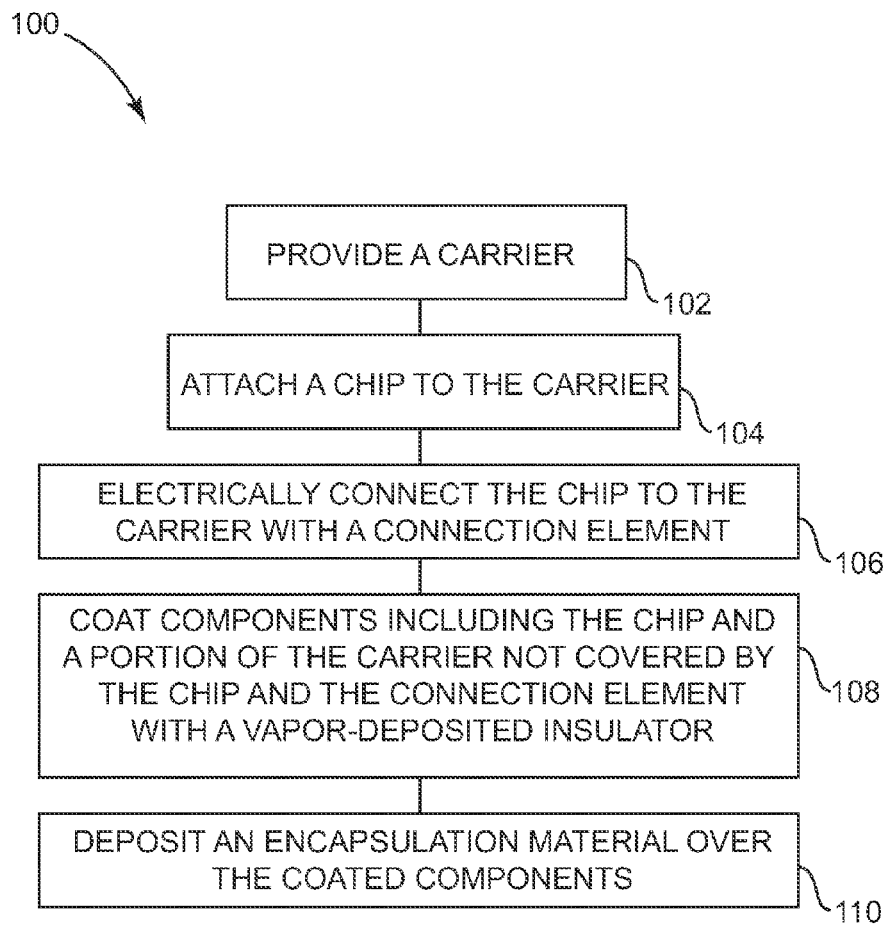 100
PROVIDE A CARRIER
102
ATTACH A CHIP TO THE CARRIER
104
ELECTRICALLY CONNECT THE CHIP TO THE
CARRIER WITH A CONNECTION ELEMENT
106
COAT COMPONENTS INCLUDING THE CHIP AND
A PORTION OF THE CARRIER NOT COVERED BY
THE CHIP AND THE CONNECTION ELEMENT
WITH A VAPOR-DEPOSITED INSULATOR
108
DEPOSIT AN ENCAPSULATION MATERIAL OVER
THE COATED COMPONENTS
110